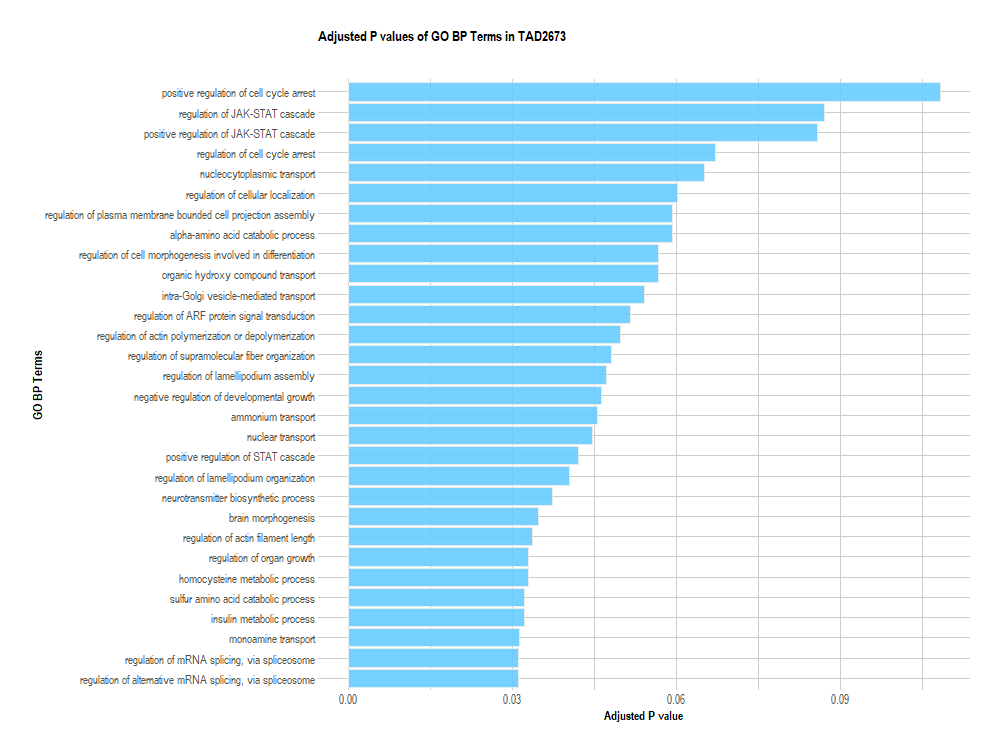 Adjusted P values of GO BP Terms in TAD2673
positive regulation of cell cycle arrest
regulation of JAK-STAT cascade
positive regulation of JAK-STAT cascade
regulation of cell cycle arrest
nucleocytoplasmic transport
regulation of cellular localization
regulation of plasma membrane bounded cell projection assembly
alpha-amino acid catabolic process
regulation of cell morphogenesis involved in differentiation
organic hydroxy compound transport
intra-Golgi vesicle-mediated transport
regulation of ARF protein signal transduction
regulation of actin polymerization or depolymerization
regulation of supramolecular fiber organization
regulation of lamellipodium assembly
negative regulation of developmental growth
ammonium transport
nuclear transport
positive regulation of STAT cascade
regulation of lamellipodium organization
neurotransmitter biosynthetic process
brain morphogenesis
regulation of actin filament length
regulation of organ growth
homocysteine metabolic process
sulfur amino acid catabolic process
insulin metabolic process
monoamine transport
regulation of mRNA splicing, via spliceosome
regulation of alternative mRNA splicing, via spliceosome
GO BP Terms
0.00 0.03 0.06 0.09
Adjusted P value